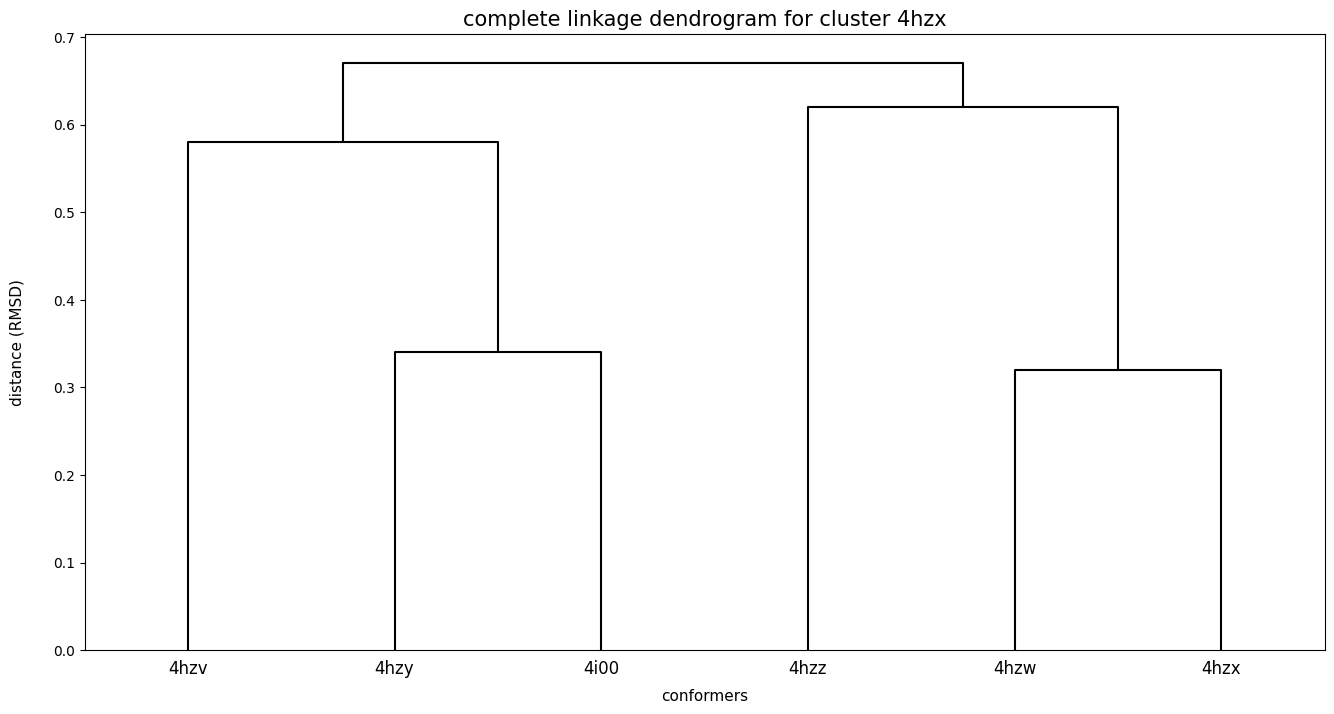 complete linkage dendrogram for cluster 4hzx
0.7
0.6
0.5
0.4
0.3
0.2
0.1
0.0
distance (RMSD)
4hzv 4hzy 4i00 4hzz 4hzw 4hzx
conformers